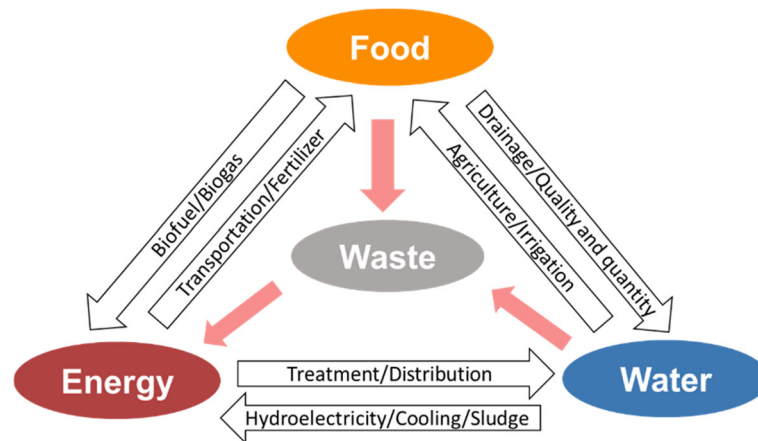 Food
Biofuel/Biogas
Transportation/Fertilizer
Agriculture/Irrigation
Drainage/Quality and quantity
Waste
Energy
Treatment/Distribution
Water
Hydroelectricity/Cooling/Sludge